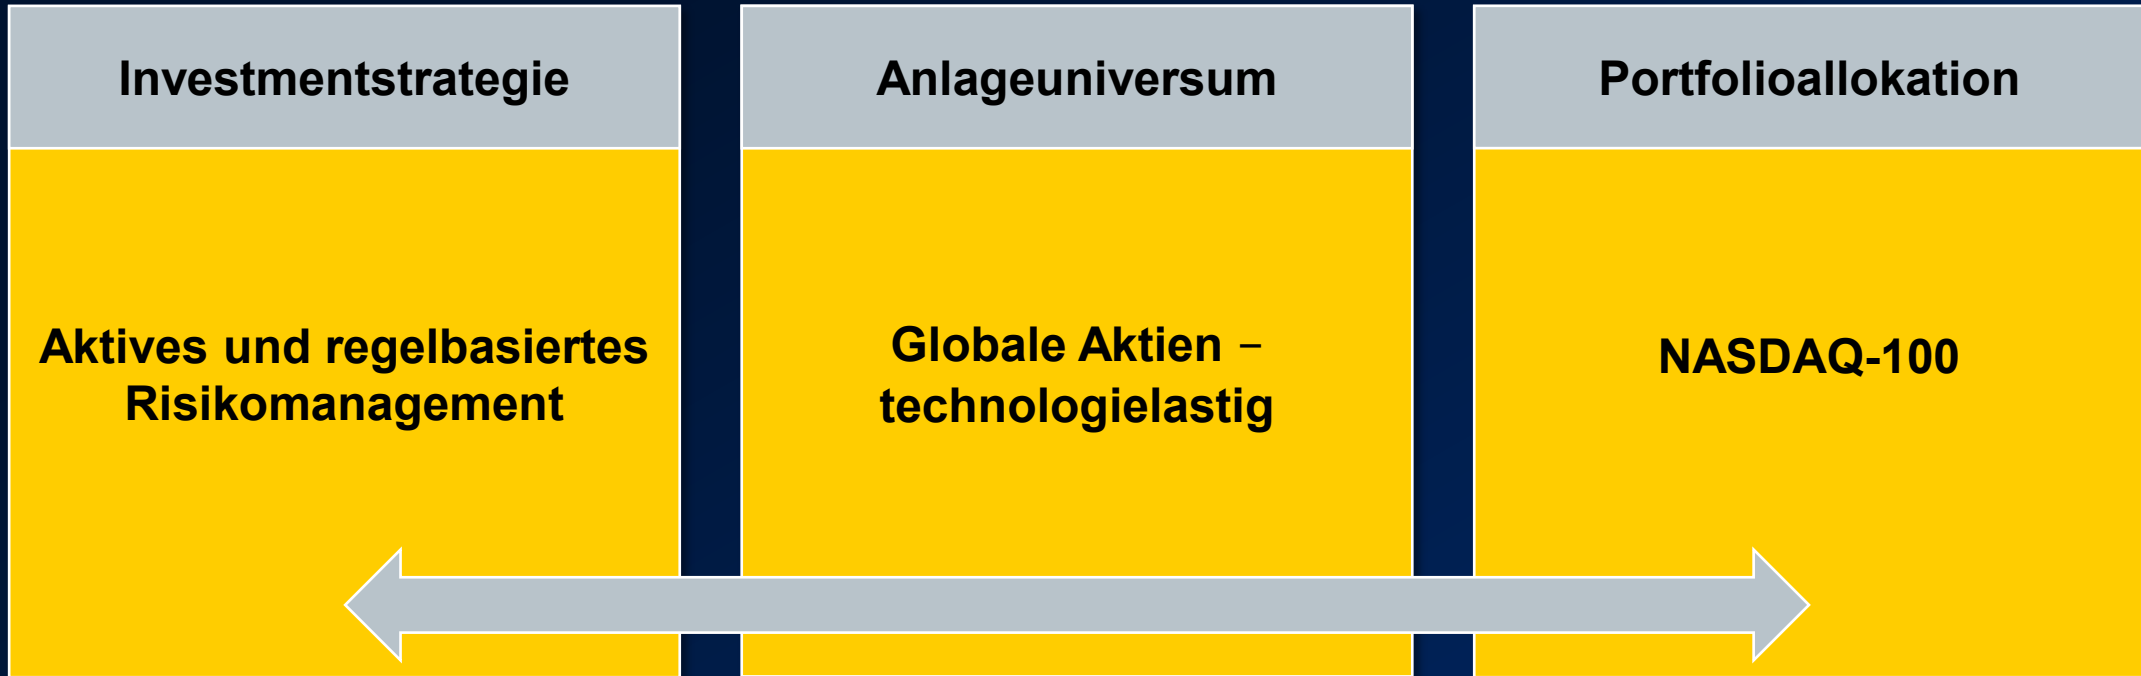 Investmentstrategie
Aktives und regelbasiertes
Risikomanagement
Anlageuniversum
Globale Aktien –
technologielastig
Portfolioallokation
NASDAQ-100